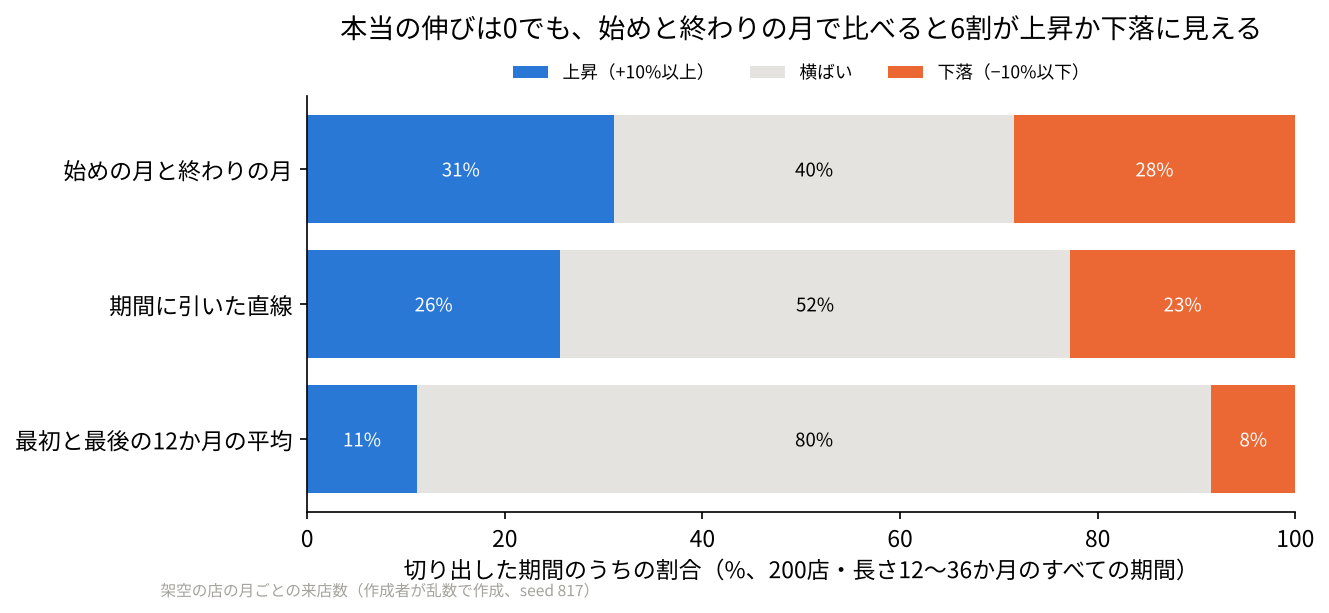 本当の伸びは0でも、始めと終わりの月で比べると6割が上昇か下落に見える
上昇（+10%以上） 横ばい 下落（−10%以下）
始めの月と終わりの月 31% 40% 28%
期間に引いた直線 26% 52% 23%
最初と最後の12か月の平均 11% 80% 8%
0 20 40 60 80 100
切り出した期間のうちの割合（%、200店・長さ12〜36か月のすべての期間）
架空の店の月ごとの来店数（作成者が乱数で作成、seed 817）